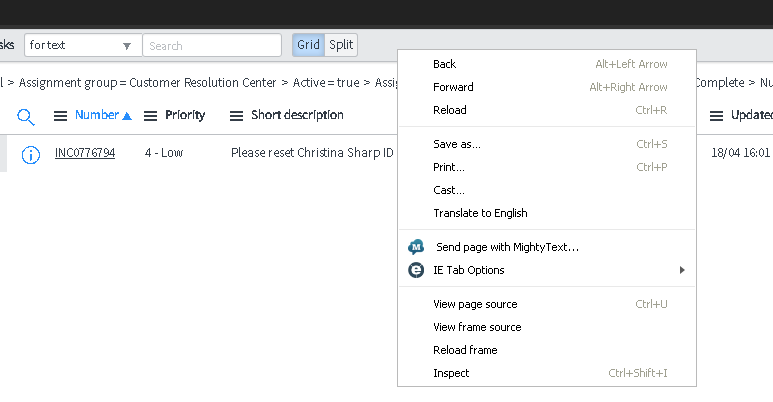 sks for text Search Grid Split
l > Assignment group = Customer Resolution Center > Active = true > Assig Complete > Nu
Number Priority Short description Updated
INC0776794 4 - Low Please reset Christina Sharp ID 18/04 16:01
Back Alt+Left Arrow
Forward Alt+Right Arrow
Reload Ctrl+R
Save as... Ctrl+S
Print... Ctrl+P
Cast...
Translate to English
Send page with MightyText...
IE Tab Options
View page source Ctrl+U
View frame source
Reload frame
Inspect Ctrl+Shift+I